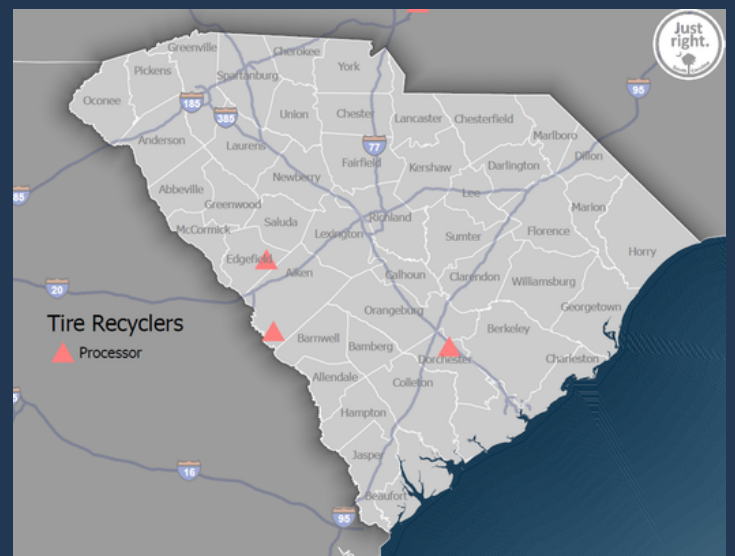 Just
right.
South Carolina
Greenville
Cherokee
Pickens
Spartanburg
York
Oconee
185
385
Union
Chester
Lancaster
Chesterfield
95
Marlboro
Anderson
Laurens
77
Fairfield
Kershaw
Darlington
Dillon
Abbeville
Newberry
Lee
85
Greenwood
Saluda
Richland
Marion
McCormick
Lexington
Sumter
Florence
Horry
Edgefield
Aiken
Calhoun
Clarendon
Williamsburg
20
Orangeburg
Georgetown
Tire Recyclers
Processor
Barnwell
Bamberg
Berkeley
Dorchester
Charleston
Allendale
Colleton
Hampton
Jasper
16
Beaufort
95